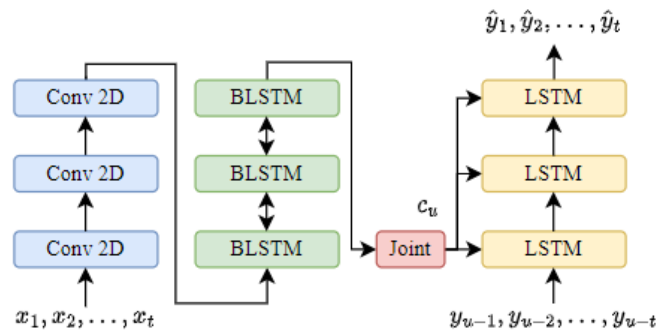 ŷ₁, ŷ₂, . . . , ŷₜ
Conv 2D BLSTM LSTM
Conv 2D BLSTM LSTM
cᵤ
Conv 2D BLSTM Joint LSTM
x₁, x₂, . . . , xₜ yᵤ₋₁, yᵤ₋₂, . . . , yᵤ₋ₜ